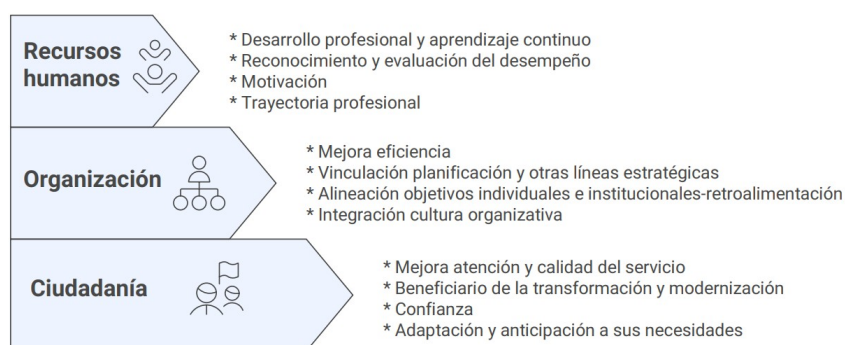 Recursos
humanos
* Desarrollo profesional y aprendizaje continuo
* Reconocimiento y evaluación del desempeño
* Motivación
* Trayectoria profesional
Organización
* Mejora eficiencia
* Vinculación planificación y otras líneas estratégicas
* Alineación objetivos individuales e institucionales-retroalimentación
* Integración cultura organizativa
Ciudadanía
* Mejora atención y calidad del servicio
* Beneficiario de la transformación y modernización
* Confianza
* Adaptación y anticipación a sus necesidades